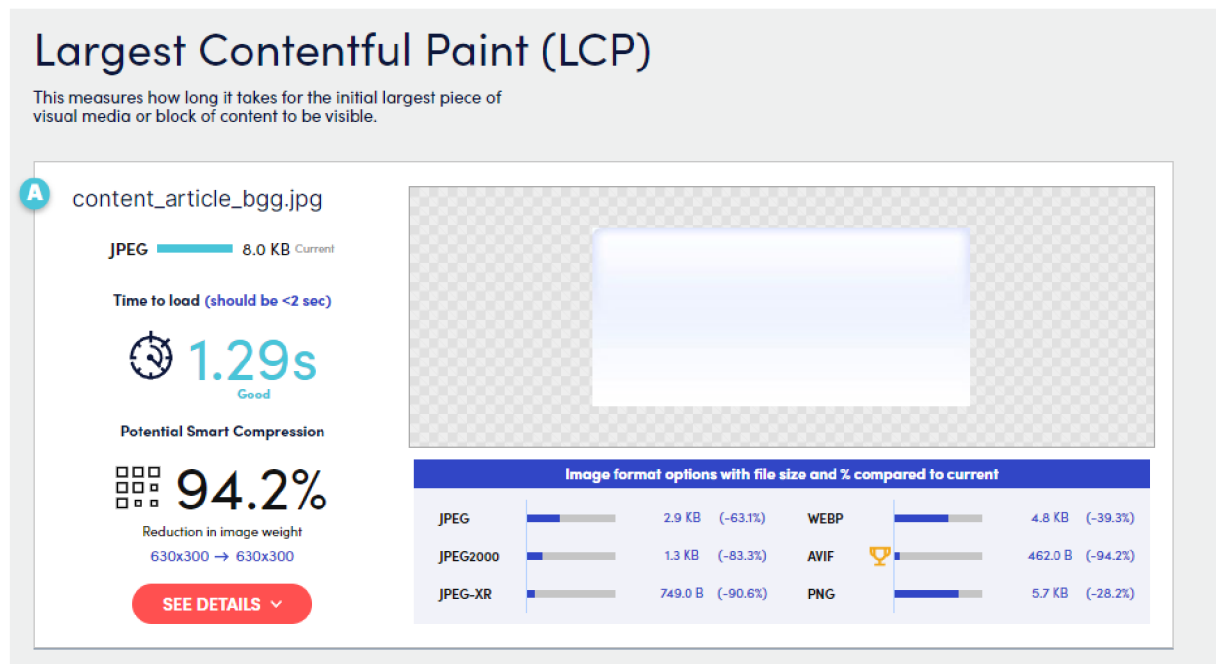 Largest Contentful Paint (LCP)
This measures how long it takes for the initial largest piece of
visual media or block of content to be visible.
A
content_article_bgg.jpg
JPEG 8.0 KB Current
Time to load (should be <2 sec)
1.29s
Good
Potential Smart Compression
94.2%
Reduction in image weight
630x300 → 630x300
SEE DETAILS
Image format options with file size and % compared to current
JPEG 2.9 KB (-63.1%) WEBP 4.8 KB (-39.3%)
JPEG2000 1.3 KB (-83.3%) AVIF 462.0 B (-94.2%)
JPEG-XR 749.0 B (-90.6%) PNG 5.7 KB (-28.2%)